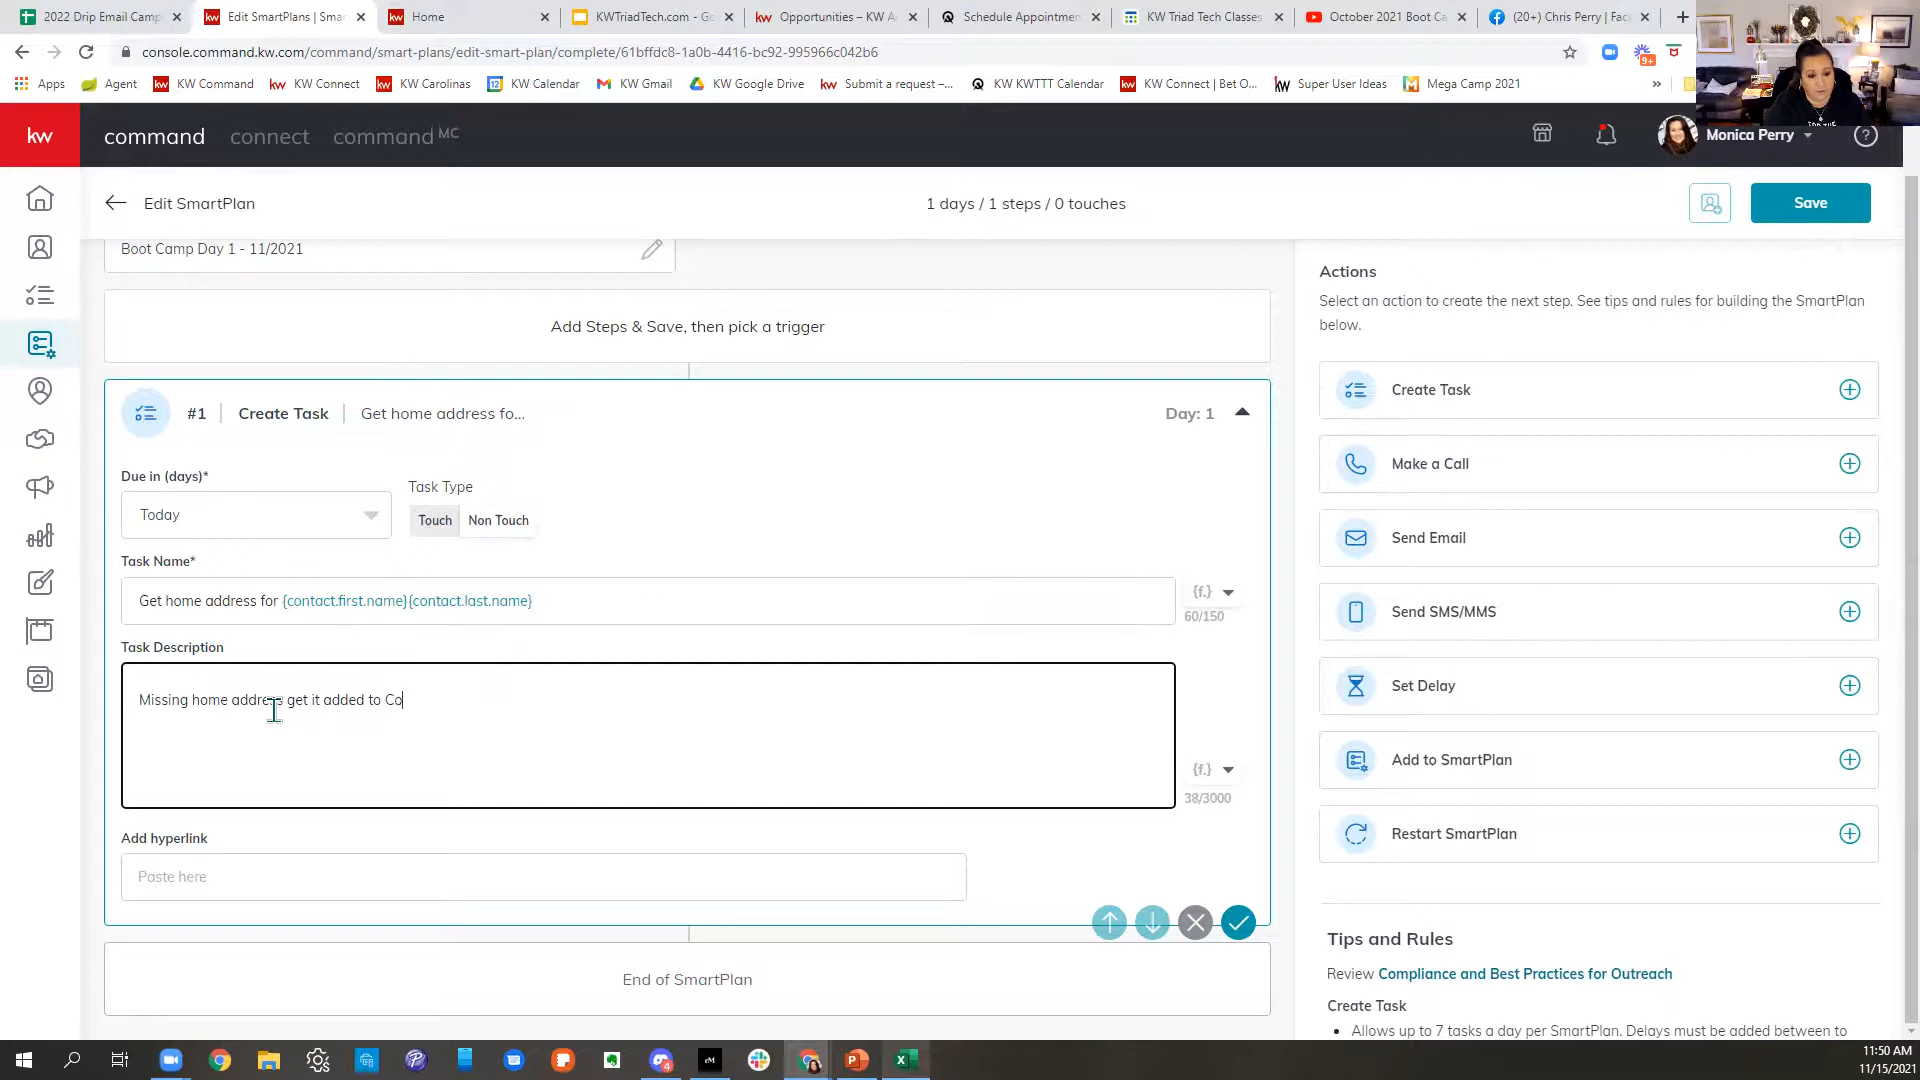 2022 Drip Email Camp
Edit SmartPlans | Smar
Home
KWTriadTech.com - Go
Opportunities – KW A
Schedule Appointmen
KW Triad Tech Classes
October 2021 Boot Ca
(20+) Chris Perry | Fac
console.command.kw.com/command/smart-plans/edit-smart-plan/complete/61bffdc8-1a0b-4416-bc92-995966c042b6
9+
Apps
Agent
KW Command
KW Connect
KW Carolinas
KW Calendar
KW Gmail
KW Google Drive
Submit a request –...
KW KWTTT Calendar
KW Connect | Bet O...
Super User Ideas
Mega Camp 2021
»
kw
command
connect
command MC
Monica Perry
Edit SmartPlan
1 days / 1 steps / 0 touches
Save
Boot Camp Day 1 - 11/2021
Add Steps & Save, then pick a trigger
#1
Create Task
Get home address fo...
Day: 1
Due in (days)*
Today
Task Type
Touch
Non Touch
Task Name*
Get home address for {contact.first.name}{contact.last.name}
{f.}
60/150
Task Description
Missing home address get it added to Co
{f.}
38/3000
Add hyperlink
Paste here
End of SmartPlan
Actions
Select an action to create the next step. See tips and rules for building the SmartPlan
below.
Create Task
Make a Call
Send Email
Send SMS/MMS
Set Delay
Add to SmartPlan
Restart SmartPlan
Tips and Rules
Review Compliance and Best Practices for Outreach
Create Task
• Allows up to 7 tasks a day per SmartPlan. Delays must be added between to
11:50 AM
11/15/2021